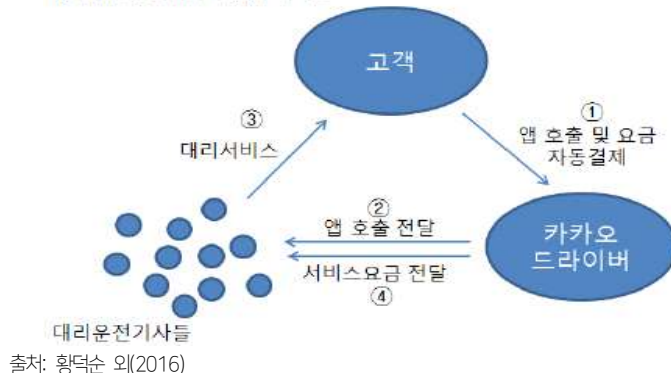 고객
③
대리서비스
①
앱 호출 및 요금
자동결제
②
앱 호출 전달
카카오
드라이버
서비스요금 전달
④
대리운전기사들
출처: 황덕순 외(2016)